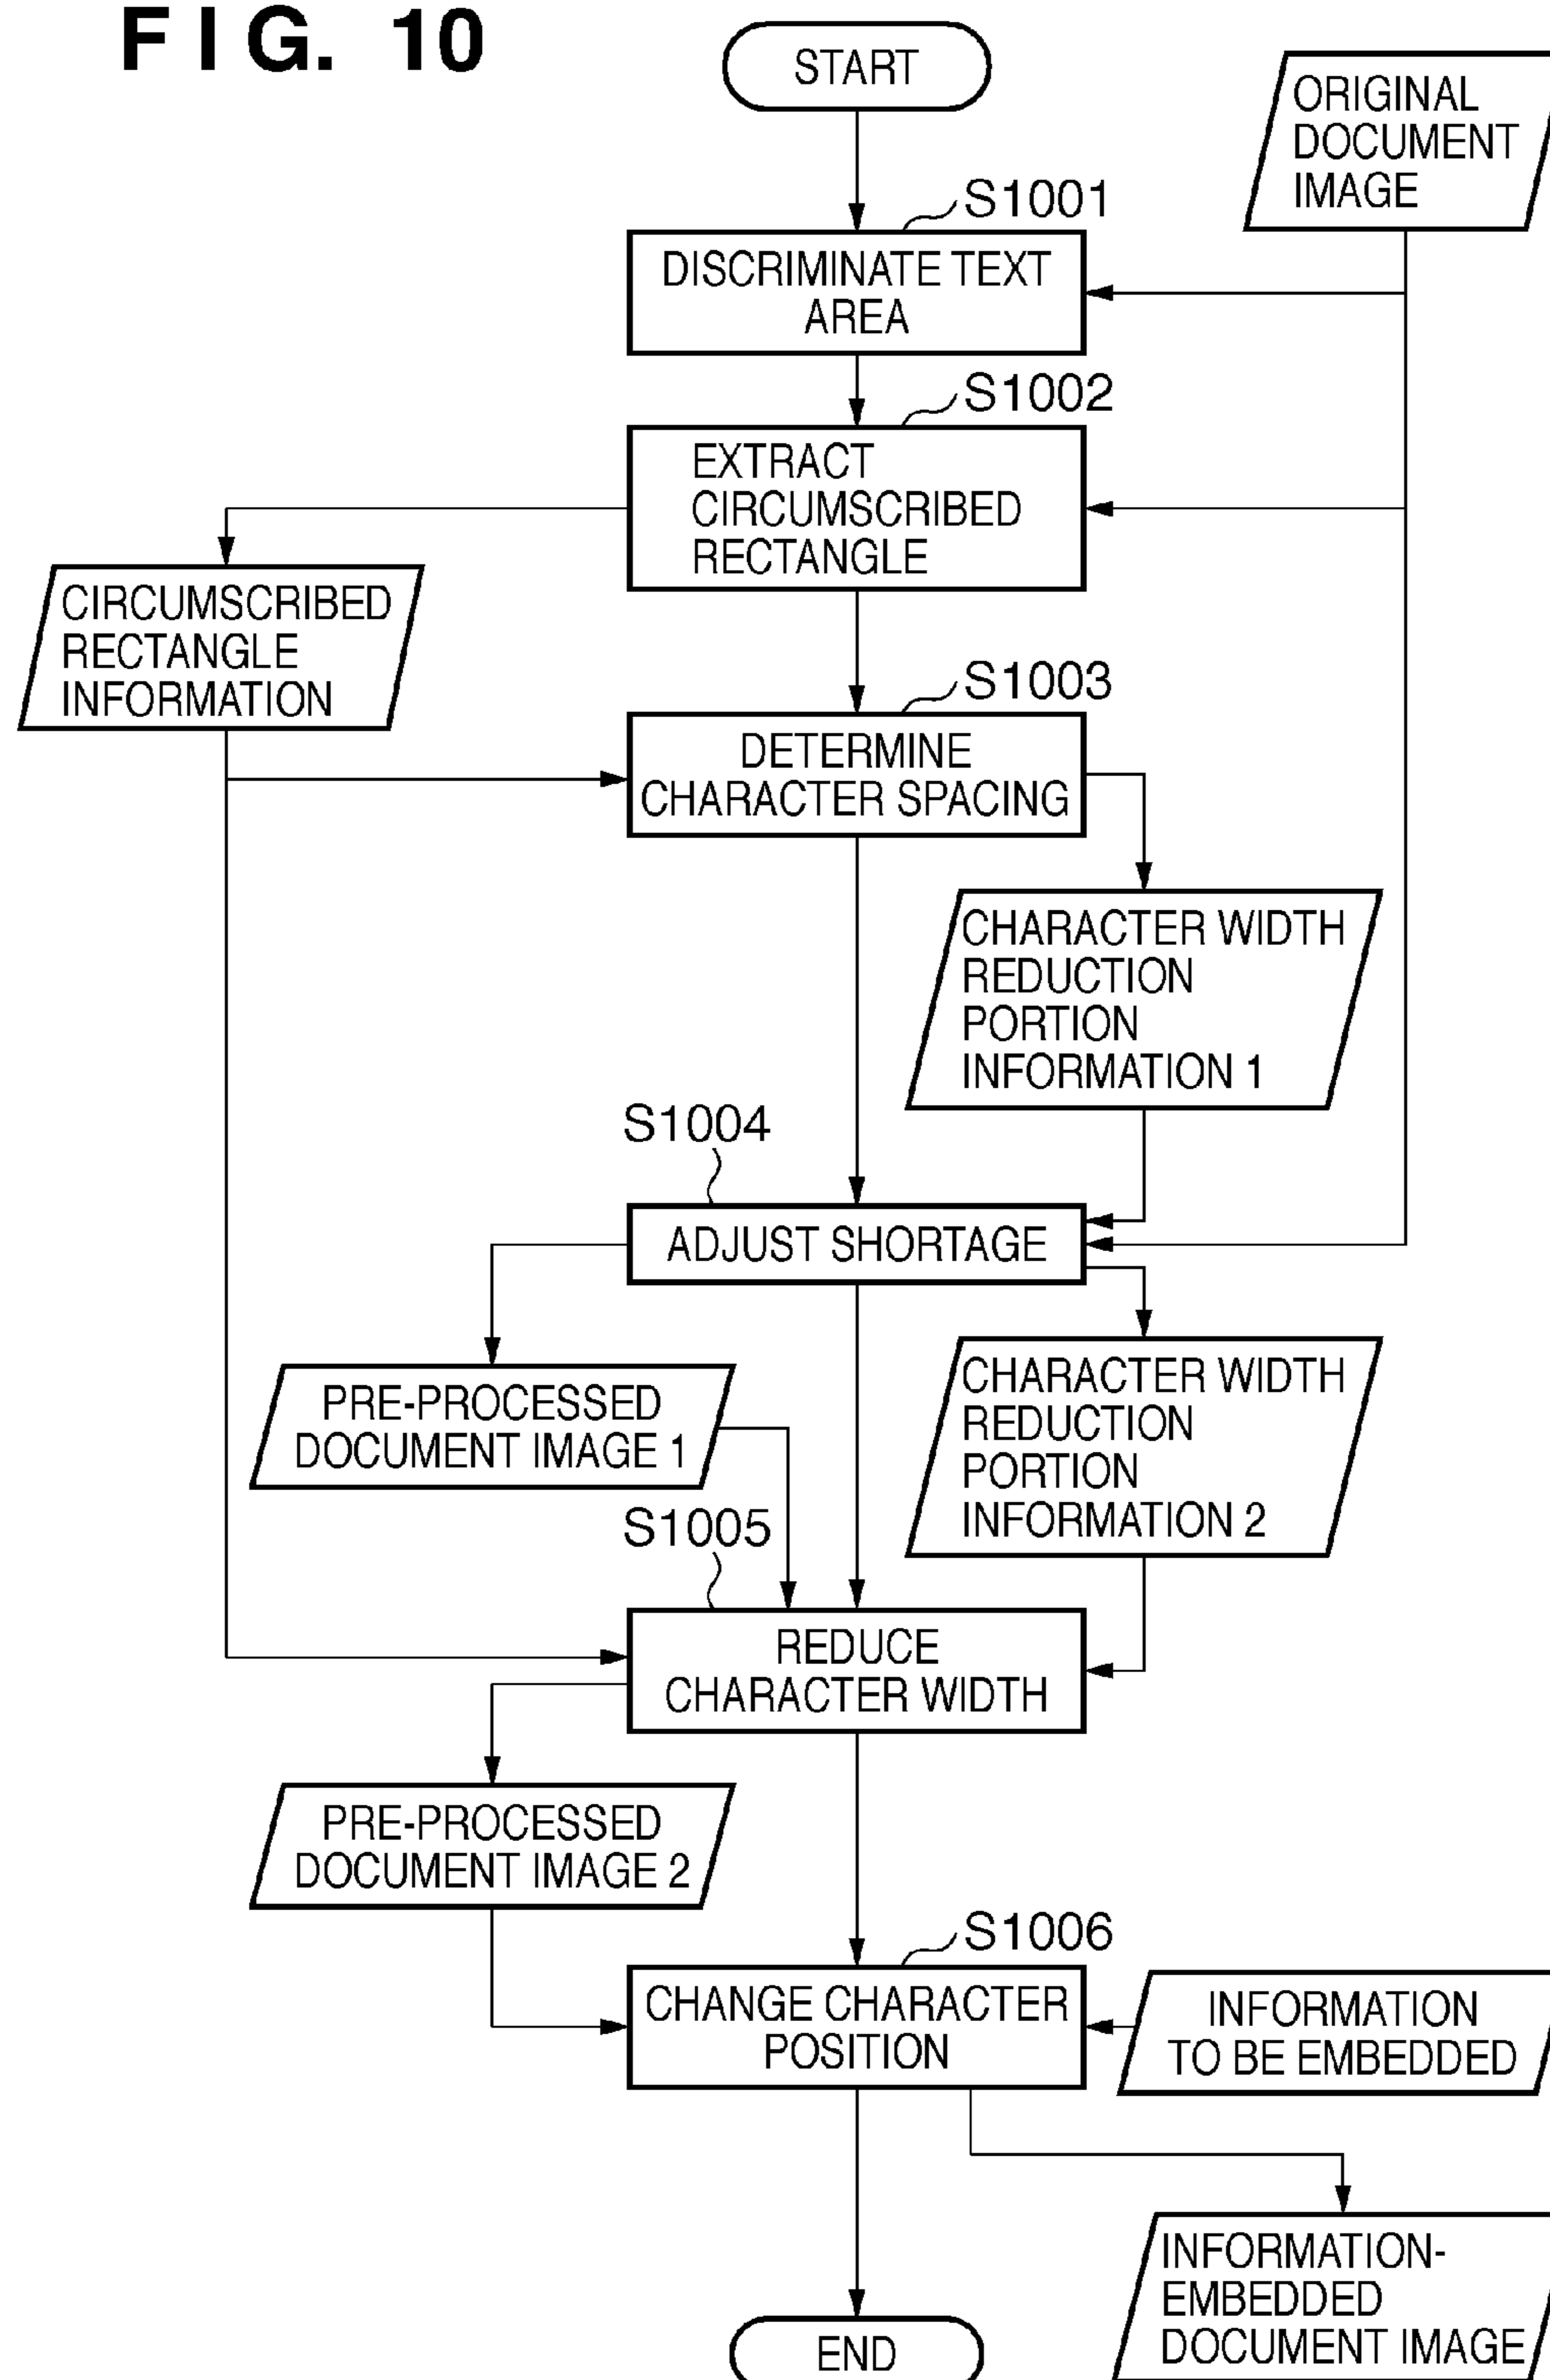 FIG. 10
START
ORIGINAL
DOCUMENT
IMAGE
S1001
DISCRIMINATE TEXT
AREA
S1002
EXTRACT
CIRCUMSCRIBED
RECTANGLE
CIRCUMSCRIBED
RECTANGLE
INFORMATION
S1003
DETERMINE
CHARACTER SPACING
CHARACTER WIDTH
REDUCTION
PORTION
INFORMATION 1
S1004
ADJUST SHORTAGE
PRE-PROCESSED
DOCUMENT IMAGE 1
CHARACTER WIDTH
REDUCTION
PORTION
INFORMATION 2
S1005
REDUCE
CHARACTER WIDTH
PRE-PROCESSED
DOCUMENT IMAGE 2
S1006
CHANGE CHARACTER
POSITION
INFORMATION
TO BE EMBEDDED
INFORMATION-
EMBEDDED
DOCUMENT IMAGE
END